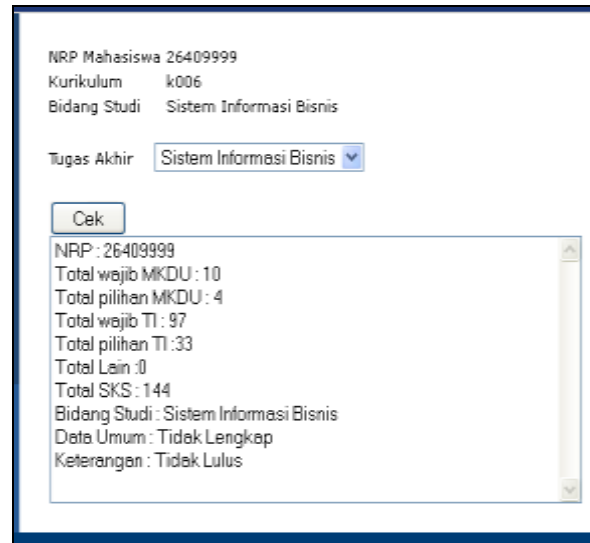 NRP Mahasiswa 26409999
Kurikulum k006
Bidang Studi Sistem Informasi Bisnis
Tugas Akhir Sistem Informasi Bisnis
Cek
NRP : 26409999
Total wajib MKDU : 10
Total pilihan MKDU : 4
Total wajib TI : 97
Total pilihan TI :33
Total Lain :0
Total SKS : 144
Bidang Studi : Sistem Informasi Bisnis
Data Umum : Tidak Lengkap
Keterangan : Tidak Lulus